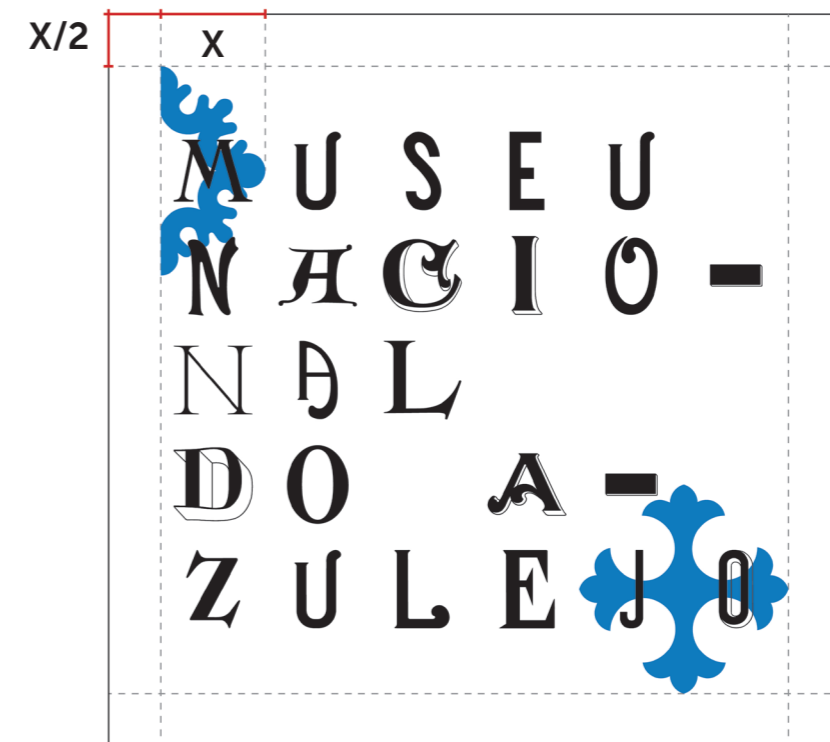 X/2
X
MUSEU
NACIO-
NAL
DO A-
ZULEJO